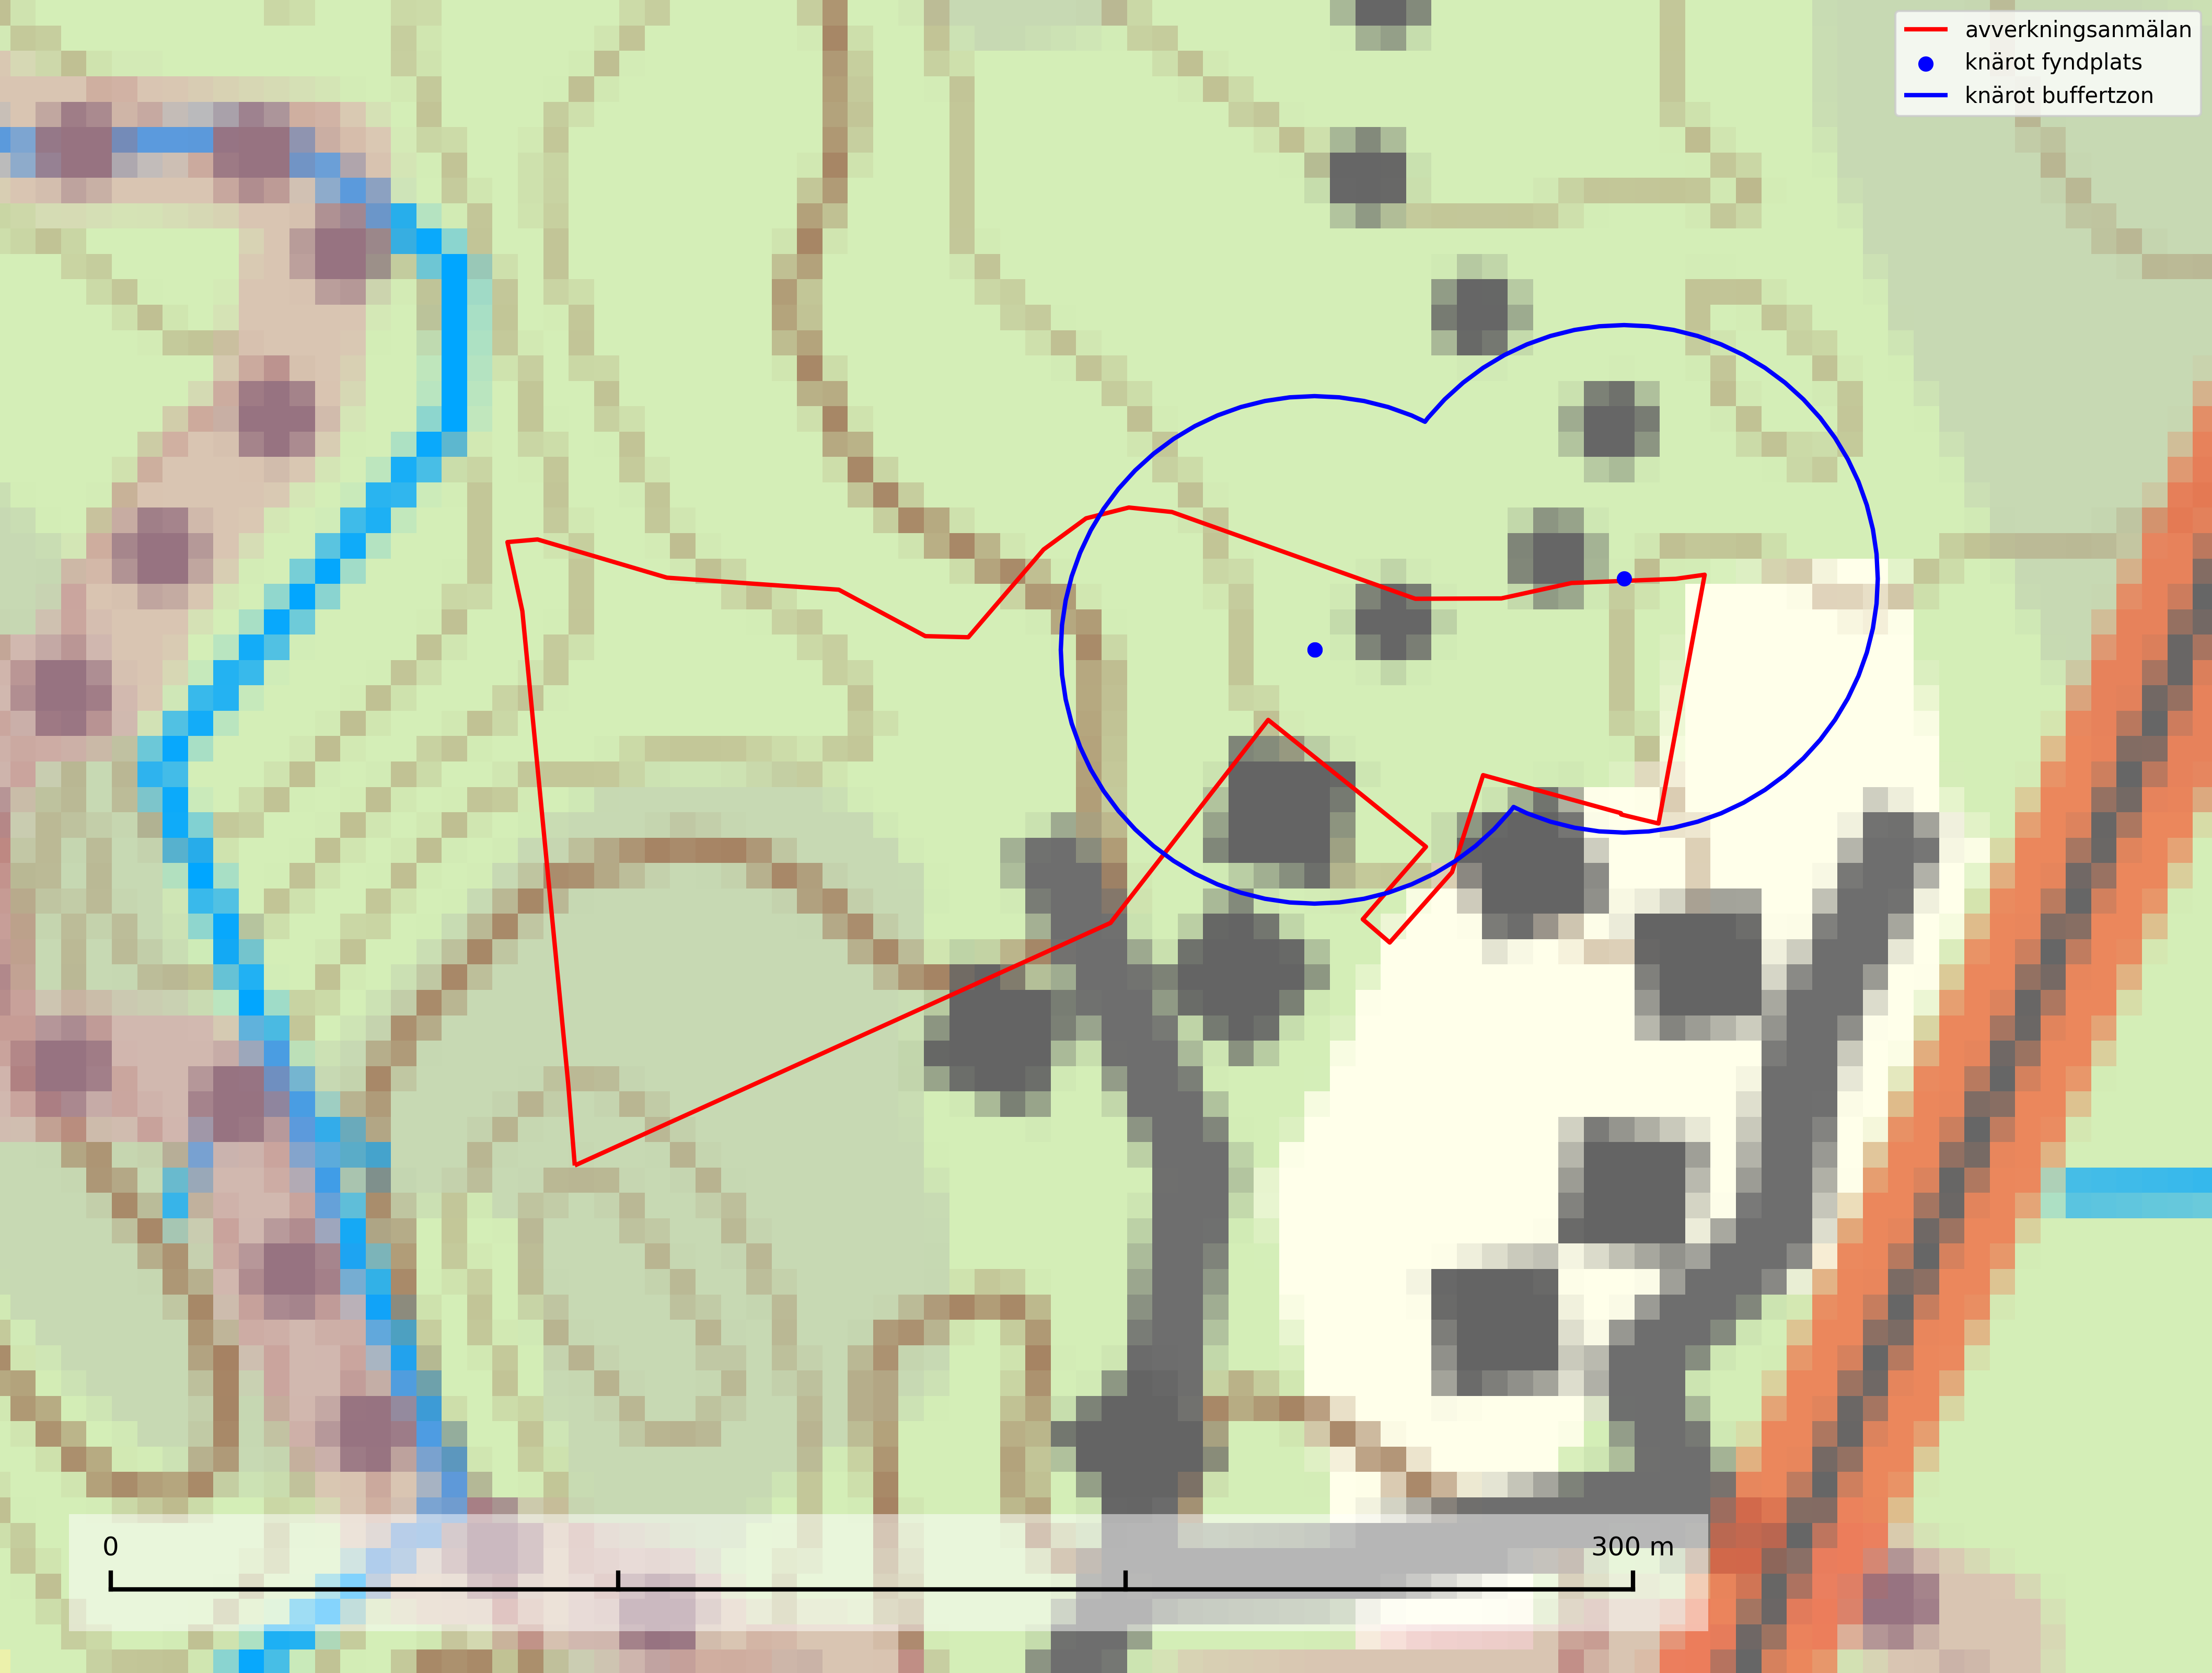 avverkningsanmälan
knärot fyndplats
knärot buffertzon
0 300 m